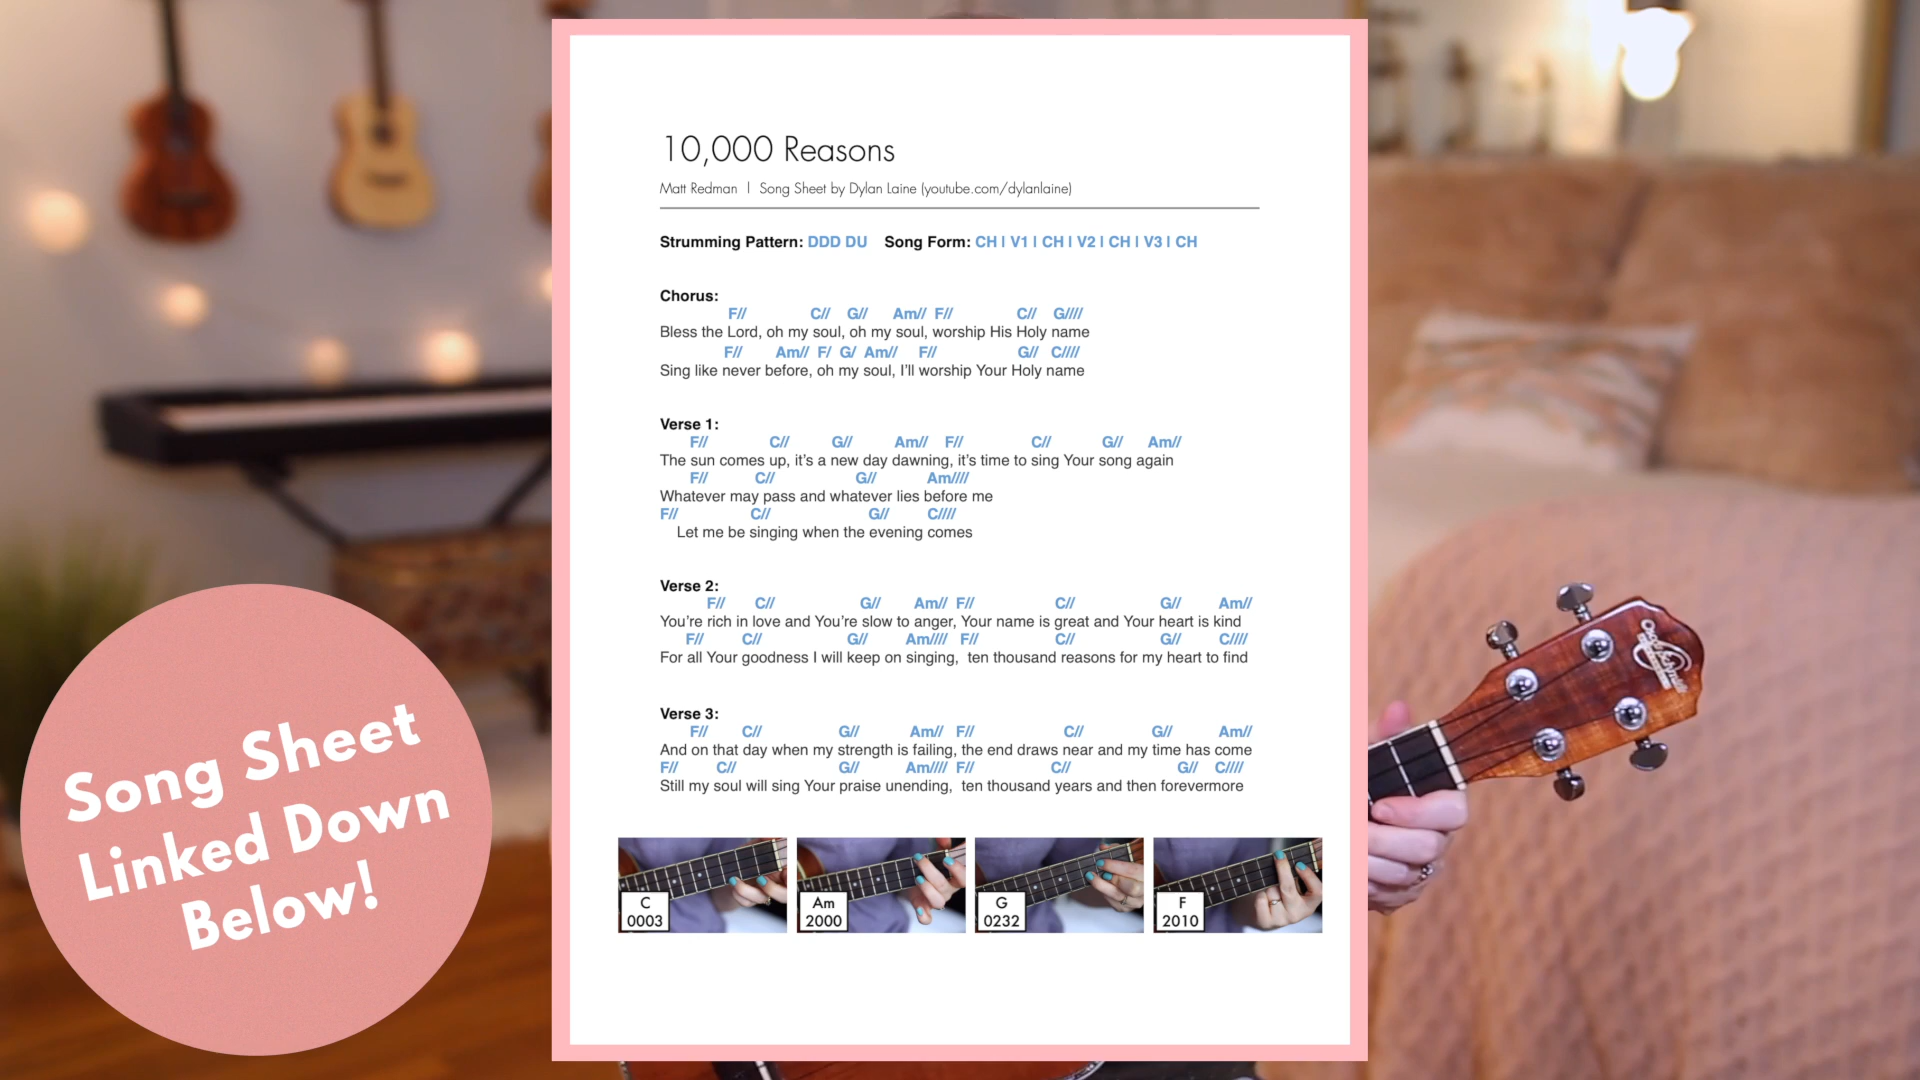 10,000 Reasons
Matt Redman | Song Sheet by Dylan Laine (youtube.com/dylanlaine)
Strumming Pattern: DDD DU Song Form: CH | V1 | CH | V2 | CH | V3 | CH
Chorus:
F// C// G// Am// F// C// G////
Bless the Lord, oh my soul, oh my soul, worship His Holy name
F// Am// F/ G/ Am// F// G// C////
Sing like never before, oh my soul, I'll worship Your Holy name
Verse 1:
F// C// G// Am// F// C// G// Am//
The sun comes up, it's a new day dawning, it's time to sing Your song again
F// C// G// Am////
Whatever may pass and whatever lies before me
F// C// G// C////
Let me be singing when the evening comes
Verse 2:
F// C// G// Am// F// C// G// Am//
You're rich in love and You're slow to anger, Your name is great and Your heart is kind
F// C// G// Am//// F// C// G// C////
For all Your goodness I will keep on singing, ten thousand reasons for my heart to find
Verse 3:
F// C// G// Am// F// C// G// Am//
And on that day when my strength is failing, the end draws near and my time has come
F// C// G// Am//// F// C// G// C////
Still my soul will sing Your praise unending, ten thousand years and then forevermore
C
0003
Am
2000
G
0232
F
2010
Song Sheet
Linked Down
Below!